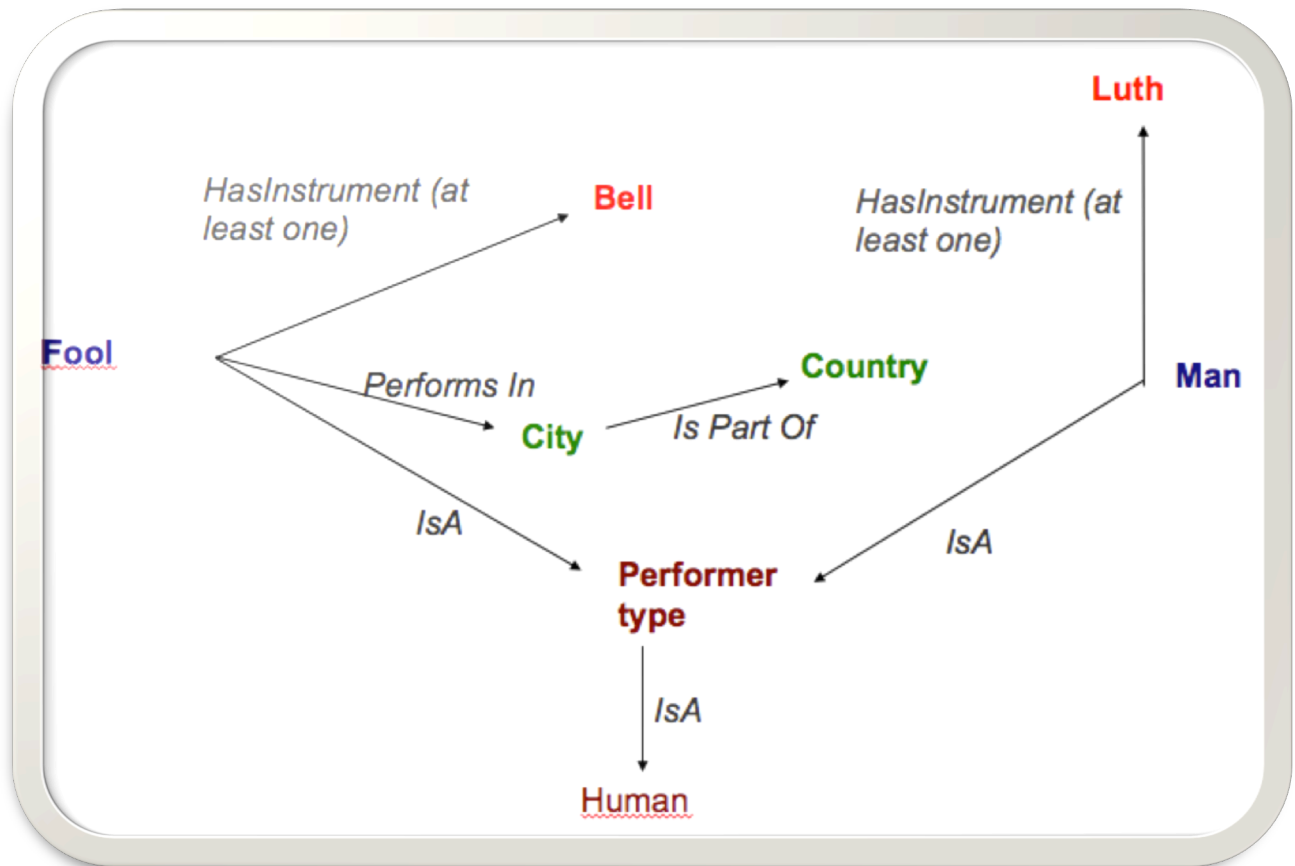 Luth
HasInstrument (at
least one)
Bell
HasInstrument (at
least one)
Fool
Performs In
Country
Man
City
Is Part Of
IsA
IsA
Performer
type
IsA
Human